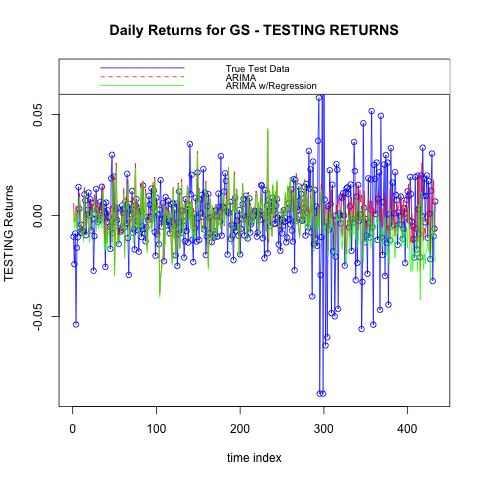 Daily Returns for GS - TESTING RETURNS
True Test Data
ARIMA
ARIMA w/Regression
TESTING Returns
0.05
0.00
-0.05
0 100 200 300 400
time index